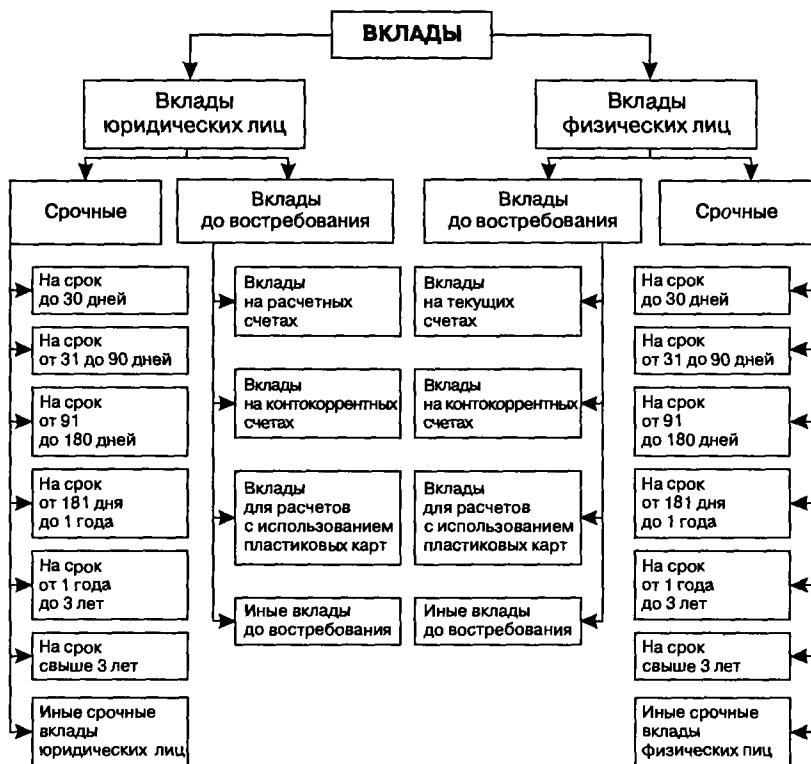 ВКЛАДЫ
Вклады
юридических лиц
Вклады
физических лиц
Срочные
Вклады
до востребования
Вклады
до востребования
Срочные
На срок
до 30 дней
На срок
от 31 до 90 дней
На срок
от 91
до 180 дней
На срок
от 181 дня
до 1 года
На срок
от 1 года
до 3 лет
На срок
свыше 3 лет
Иные срочные
вклады
юридических лиц
Вклады
на расчетных
счетах
Вклады
на контокоррентных
счетах
Вклады
для расчетов
с использованием
пластиковых карт
Иные вклады
до востребования
Вклады
на текущих
счетах
Вклады
на контокоррентных
счетах
Вклады
для расчетов
с использованием
пластиковых карт
Иные вклады
до востребования
На срок
до 30 дней
На срок
от 31 до 90 дней
На срок
от 91
до 180 дней
На срок
от 181 дня
до 1 года
На срок
от 1 года
до 3 лет
На срок
свыше 3 лет
Иные срочные
вклады
физических пиц